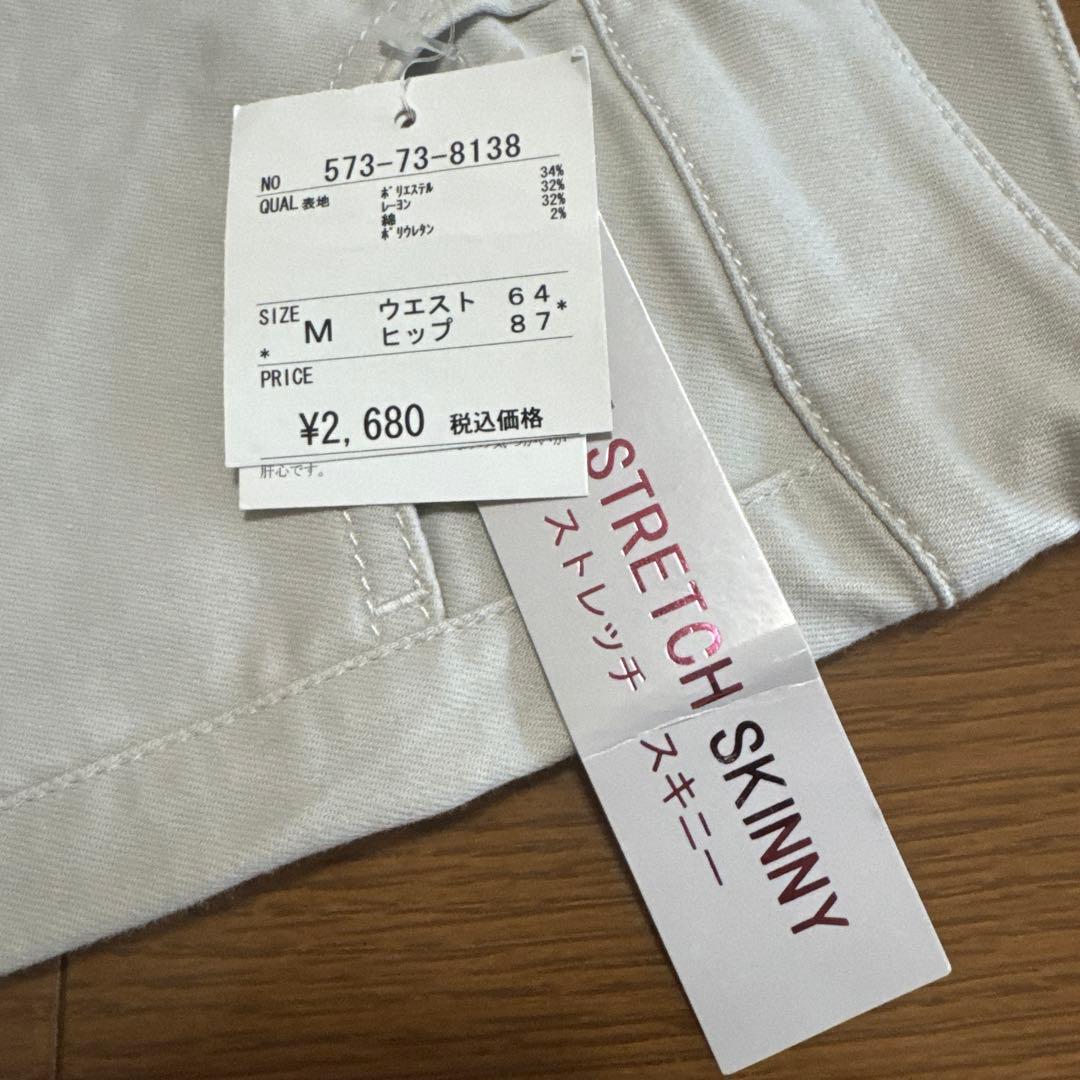 NO 573-73-8138
QUAL 表地 ポリエステル 34%
レーヨン 32%
綿 32%
ポリウレタン 2%
SIZE M ウエスト 64
* ヒップ 87*
PRICE
¥2,680 税込価格
肝心です。
STRETCH SKINNY
ストレッチ スキニー